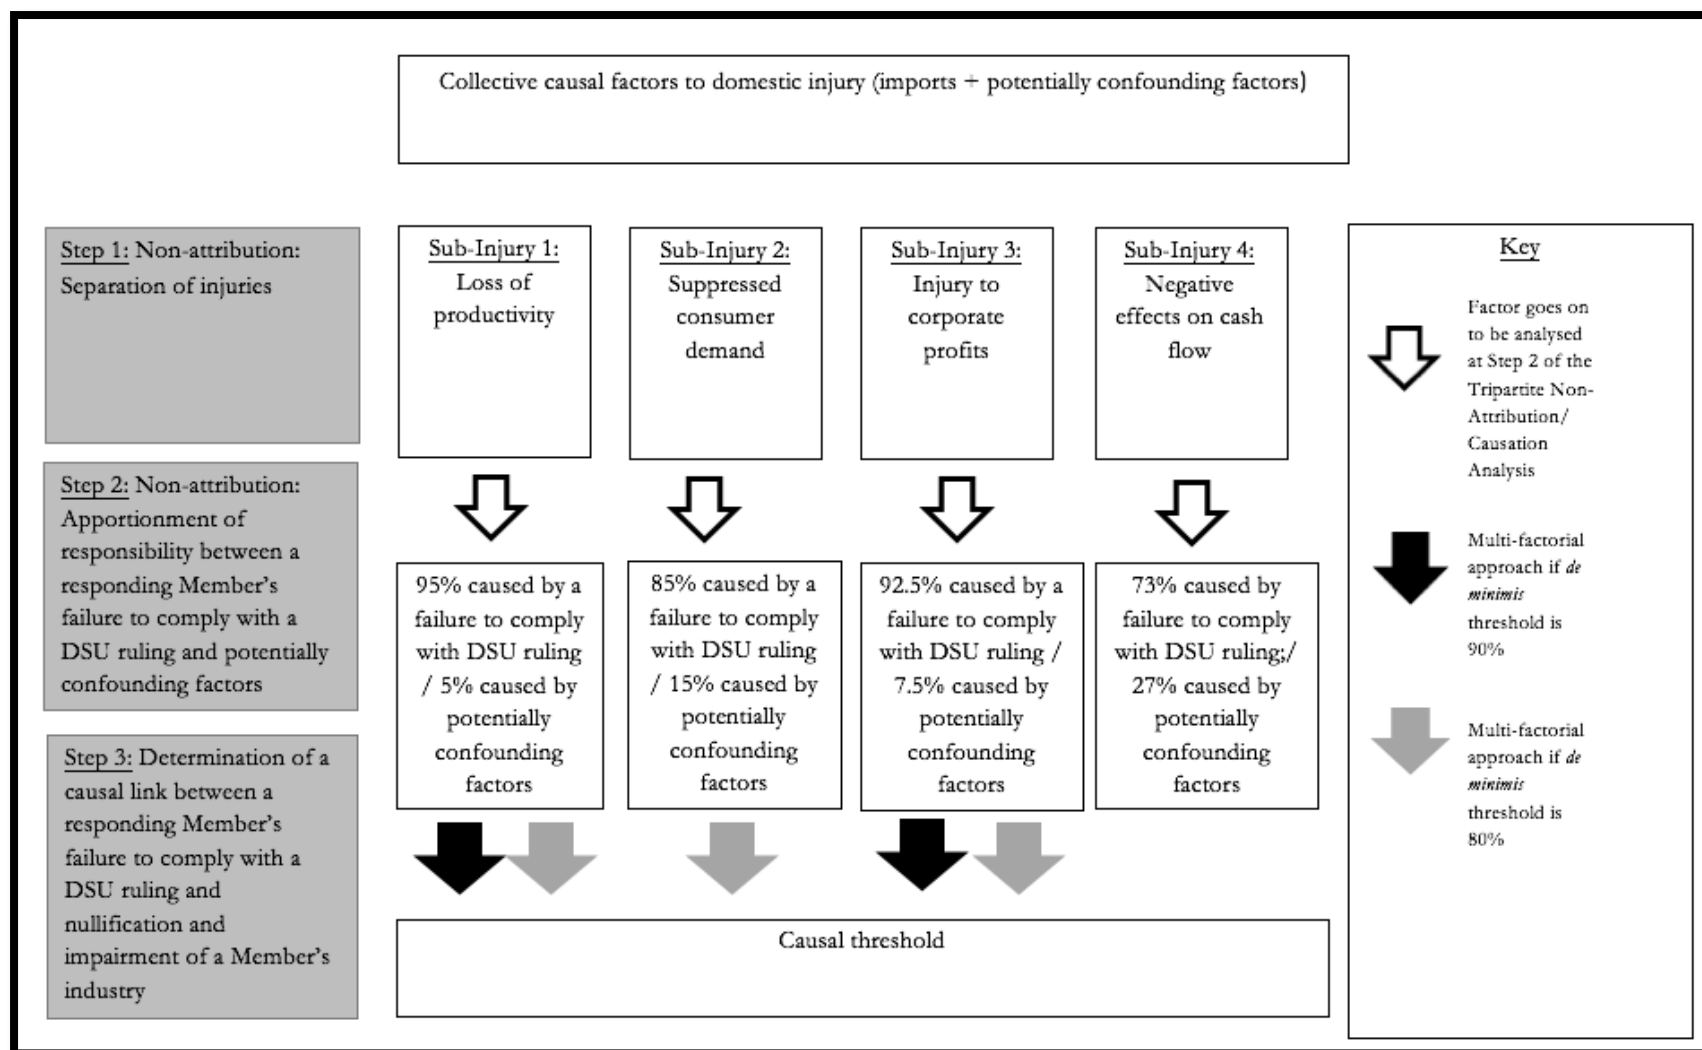 Collective causal factors to domestic injury (imports + potentially confounding factors)
Step 1: Non-attribution:
Separation of injuries
Sub-Injury 1:
Loss of
productivity
Sub-Injury 2:
Suppressed
consumer
demand
Sub-Injury 3:
Injury to
corporate
profits
Sub-Injury 4:
Negative
effects on cash
flow
Step 2: Non-attribution:
Apportionment of
responsibility between a
responding Member's
failure to comply with a
DSU ruling and potentially
confounding factors
95% caused by a
failure to comply
with DSU ruling
/ 5% caused by
potentially
confounding
factors
85% caused by a
failure to comply
with DSU ruling
/ 15% caused by
potentially
confounding
factors
92.5% caused by a
failure to comply
with DSU ruling /
7.5% caused by
potentially
confounding
factors
73% caused by
failure to comply
with DSU ruling;/
27% caused by
potentially
confounding
factors
Step 3: Determination of a
causal link between a
responding Member's
failure to comply with a
DSU ruling and
nullification and
impairment of a Member's
industry
Causal threshold
Key
Factor goes on
to be analysed
at Step 2 of the
Tripartite Non-
Attribution/
Causation
Analysis
Multi-factorial
approach if de
minimis
threshold is
90%
Multi-factorial
approach if de
minimis
threshold is
80%